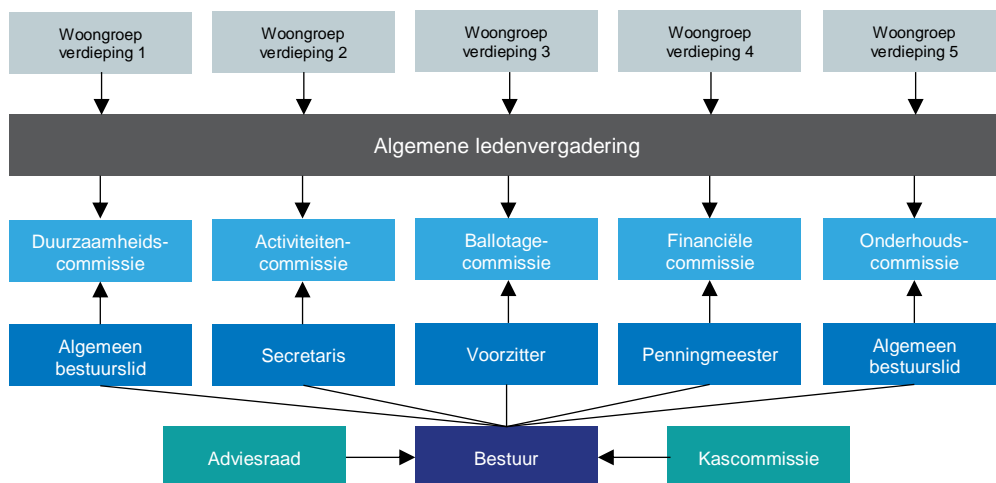 Woongroep
verdieping 1
Woongroep
verdieping 2
Woongroep
verdieping 3
Woongroep
verdieping 4
Woongroep
verdieping 5
Algemene ledenvergadering
Duurzaamheids-
commissie
Activiteiten-
commissie
Ballotage-
commissie
Financiële
commissie
Onderhouds-
commissie
Algemeen
bestuurslid
Secretaris
Voorzitter
Penningmeester
Algemeen
bestuurslid
Adviesraad
Bestuur
Kascommissie